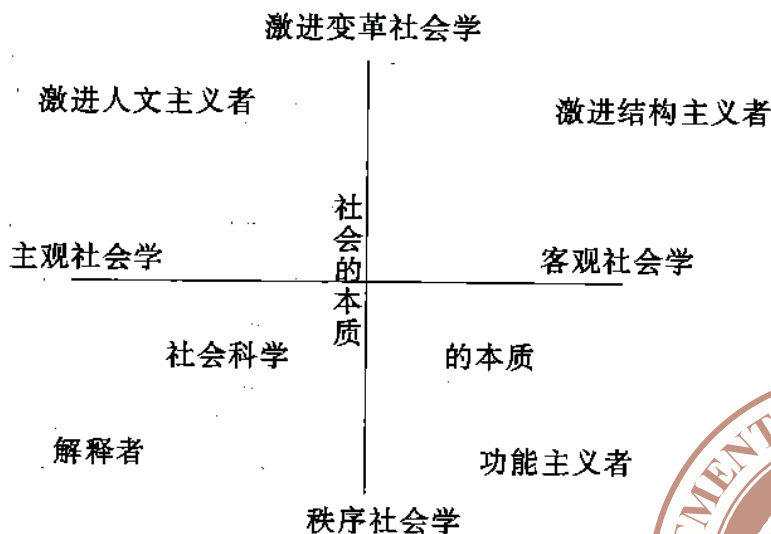 激进变革社会学
激进人文主义者
激进结构主义者
社会的本质
主观社会学
客观社会学
社会科学
的本质
解释者
功能主义者
秩序社会学
MENT